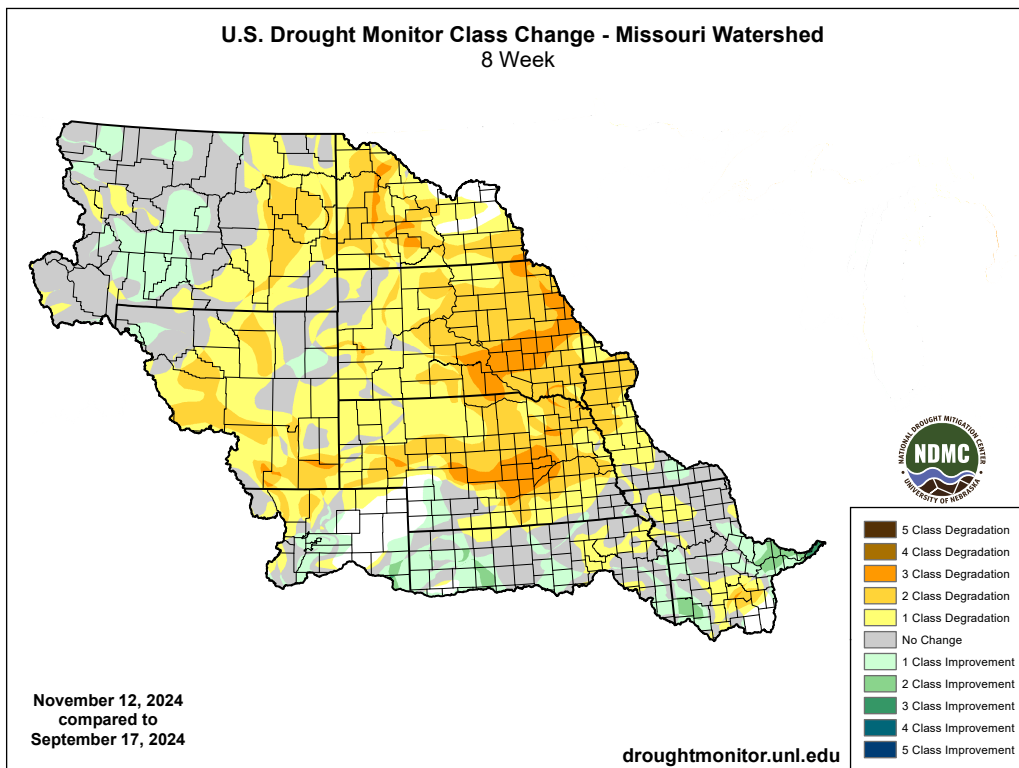 U.S. Drought Monitor Class Change - Missouri Watershed
8 Week
NATIONAL DROUGHT MITIGATION CENTER
NDMC
UNIVERSITY OF NEBRASKA
5 Class Degradation
4 Class Degradation
3 Class Degradation
2 Class Degradation
1 Class Degradation
No Change
1 Class Improvement
2 Class Improvement
3 Class Improvement
4 Class Improvement
5 Class Improvement
November 12, 2024
compared to
September 17, 2024
droughtmonitor.unl.edu